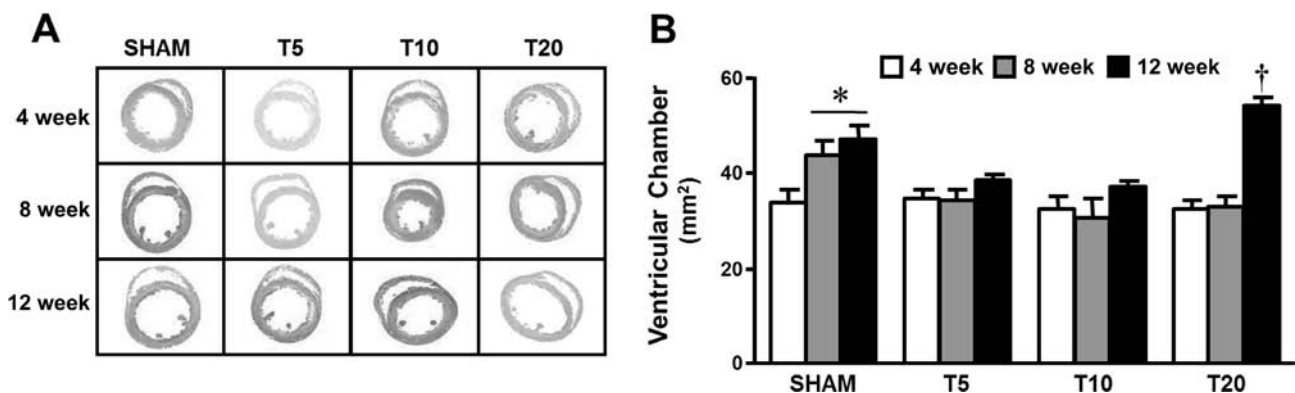 A
SHAM T5 T10 T20
4 week
8 week
12 week
B
4 week 8 week 12 week
†
*
Ventricular Chamber
(mm²)
60
40
20
0
SHAM T5 T10 T20